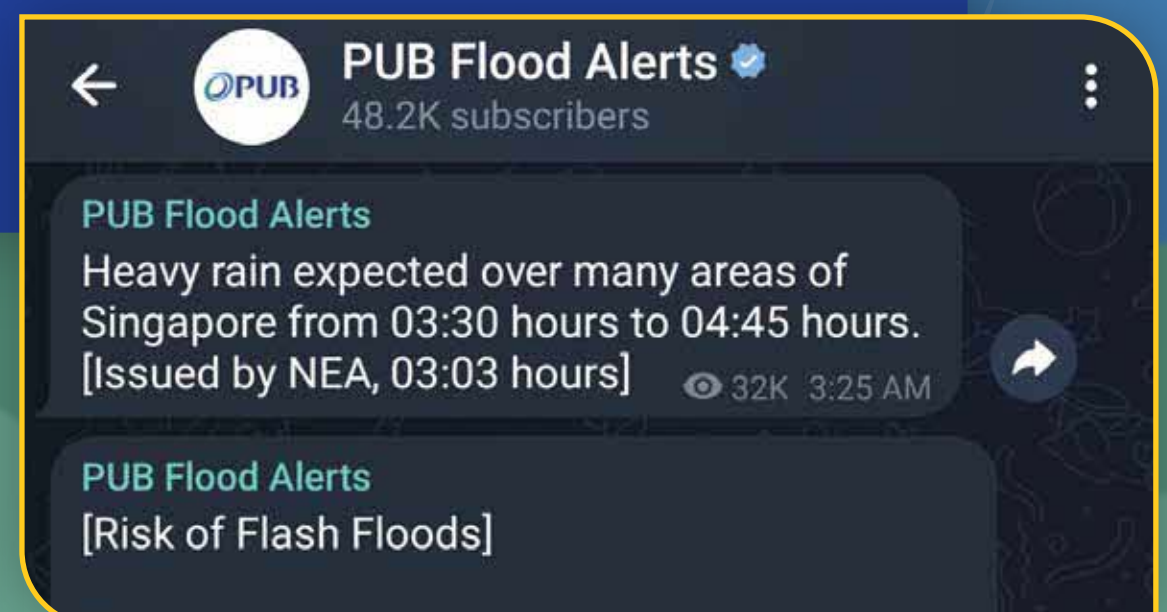 PUB
PUB Flood Alerts
48.2K subscribers
PUB Flood Alerts
Heavy rain expected over many areas of
Singapore from 03:30 hours to 04:45 hours.
[Issued by NEA, 03:03 hours]
32K 3:25 AM
PUB Flood Alerts
[Risk of Flash Floods]